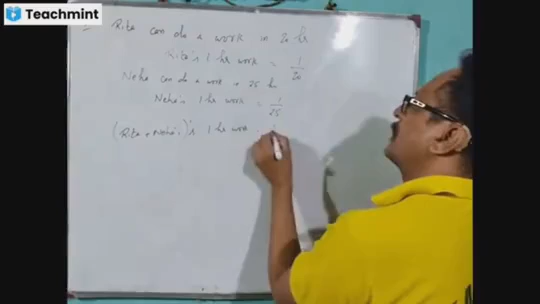 Teachmint
Rita can do a work in 20 hr
Rita's 1 hr work = 1/20
Neha can do a work in 25 h
Neha's 1 hr work = 1/25
(Rita + Neha)'s 1 hr work